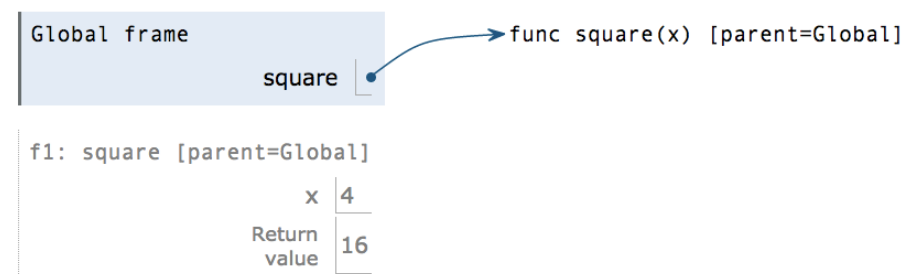 Global frame
func square(x) [parent=Global]
square
f1: square [parent=Global]
x 4
Return
value 16